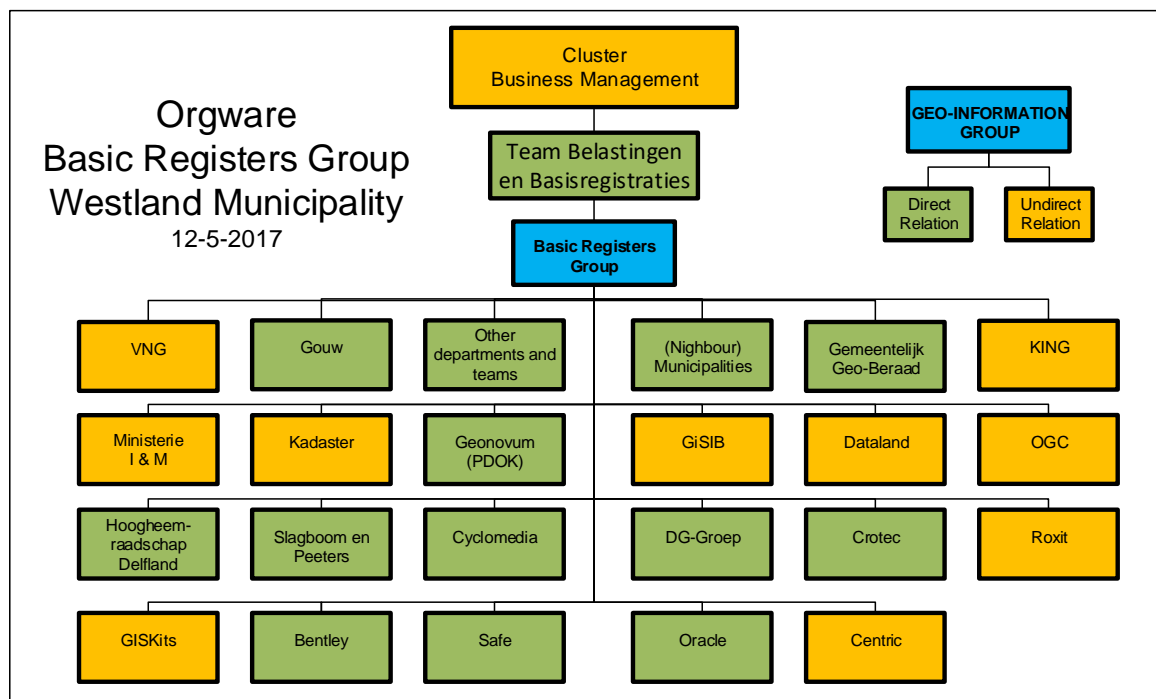 Cluster
Business Management
Orgware
Basic Registers Group
Westland Municipality
12-5-2017
GEO-INFORMATION
GROUP
Team Belastingen
en Basisregistraties
Direct
Relation
Undirect
Relation
Basic Registers
Group
VNG
Gouw
Other
departments and
teams
(Nighbour)
Municipalities
Gemeentelijk
Geo-Beraad
KING
Ministerie
I & M
Kadaster
Geonovum
(PDOK)
GiSIB
Dataland
OGC
Hoogheem-
raadschap
Delfland
Slagboom en
Peeters
Cyclomedia
DG-Groep
Crotec
Roxit
GISKits
Bentley
Safe
Oracle
Centric